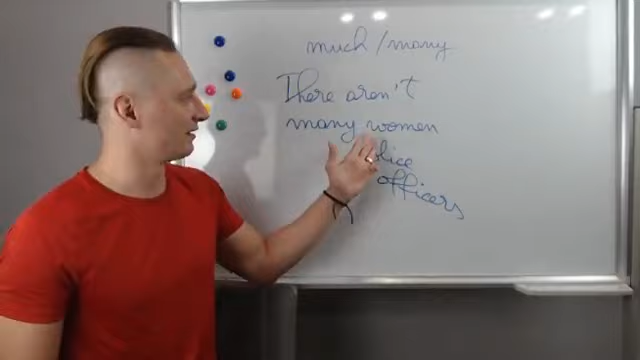 much / many
There aren't
many women
officers